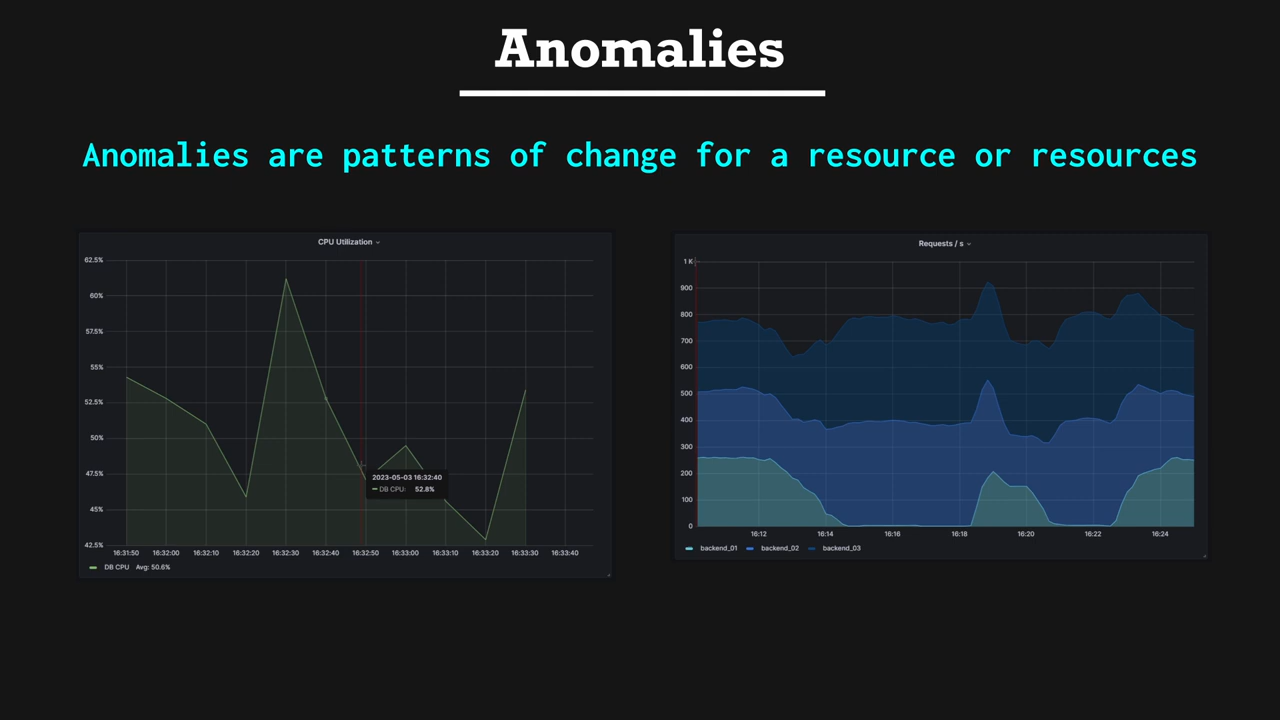 Anomalies
Anomalies are patterns of change for a resource or resources
CPU Utilization
62.5%
60%
57.5%
55%
52.5%
50%
47.5%
45%
42.5%
2023-05-03 16:32:40
DB CPU: 52.8%
16:31:50 16:32:00 16:32:10 16:32:20 16:32:30 16:32:40 16:32:50 16:33:00 16:33:10 16:33:20 16:33:30 16:33:40
DB CPU Avg: 50.6%
Requests / s
1 K
900
800
700
600
500
400
300
200
100
0
16:12 16:14 16:16 16:18 16:20 16:22 16:24
backend_01 backend_02 backend_03